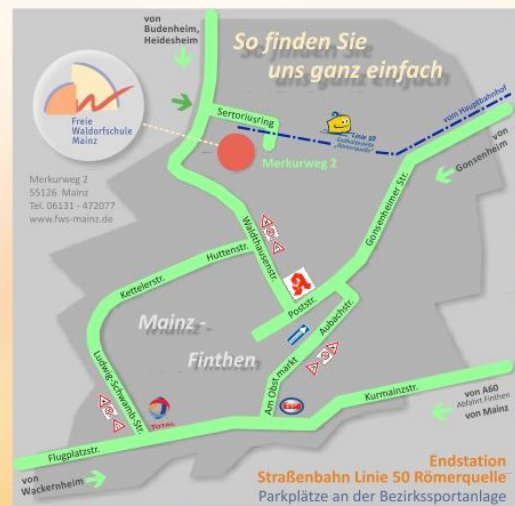 von
Budenheim,
Heidesheim
So finden Sie
uns ganz einfach
Freie
Waldorfschule
Mainz
Sertoriusring
Linie 50
Endhaltestelle
„Römerquelle"
vom Hauptbahnhof
von
Gonsenheim
Merkurweg 2
Merkurweg 2
55126 Mainz
Tel. 06131 - 472077
www.fws-mainz.de
Gonsenheimer Str.
Waldthausenstr.
Huttenstr.
Kettelerstr.
Poststr.
Aubachstr.
Mainz -
Finthen
Am Obstmarkt
Ludwig-Schwamb-Str.
TOTAL
Esso
Kurmainzstr.
von A60
Abfahrt Finthen
von Mainz
Flugplatzstr.
von
Wackernheim
Endstation
Straßenbahn Linie 50 Römerquelle
Parkplätze an der Bezirkssportanlage